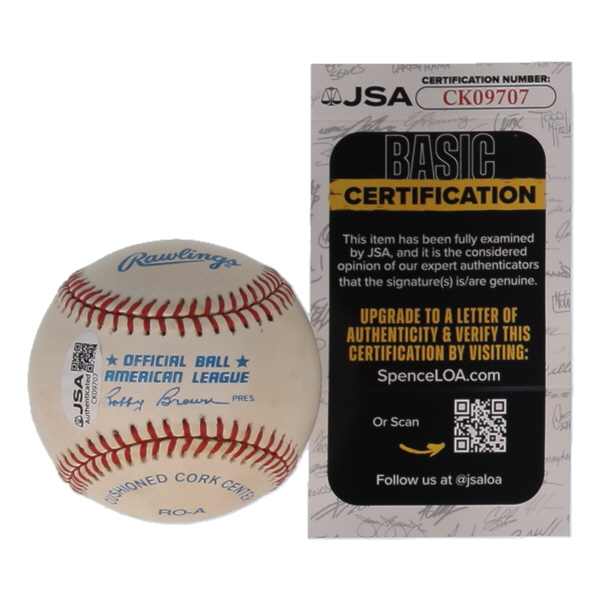 Rawlings
★ OFFICIAL BALL ★
AMERICAN LEAGUE
Bobby Brown PRES.
CUSHIONED CORK CENTER
RO-A
JSA
Authenticated
CK09707
JSA
CERTIFICATION NUMBER:
CK09707
BASIC
CERTIFICATION
This item has been fully examined
by JSA, and it is the considered
opinion of our expert authenticators
that the signature(s) is/are genuine.
UPGRADE TO A LETTER OF
AUTHENTICITY & VERIFY THIS
CERTIFICATION BY VISITING:
SpenceLOA.com
Or Scan
Follow us at @jsaloa